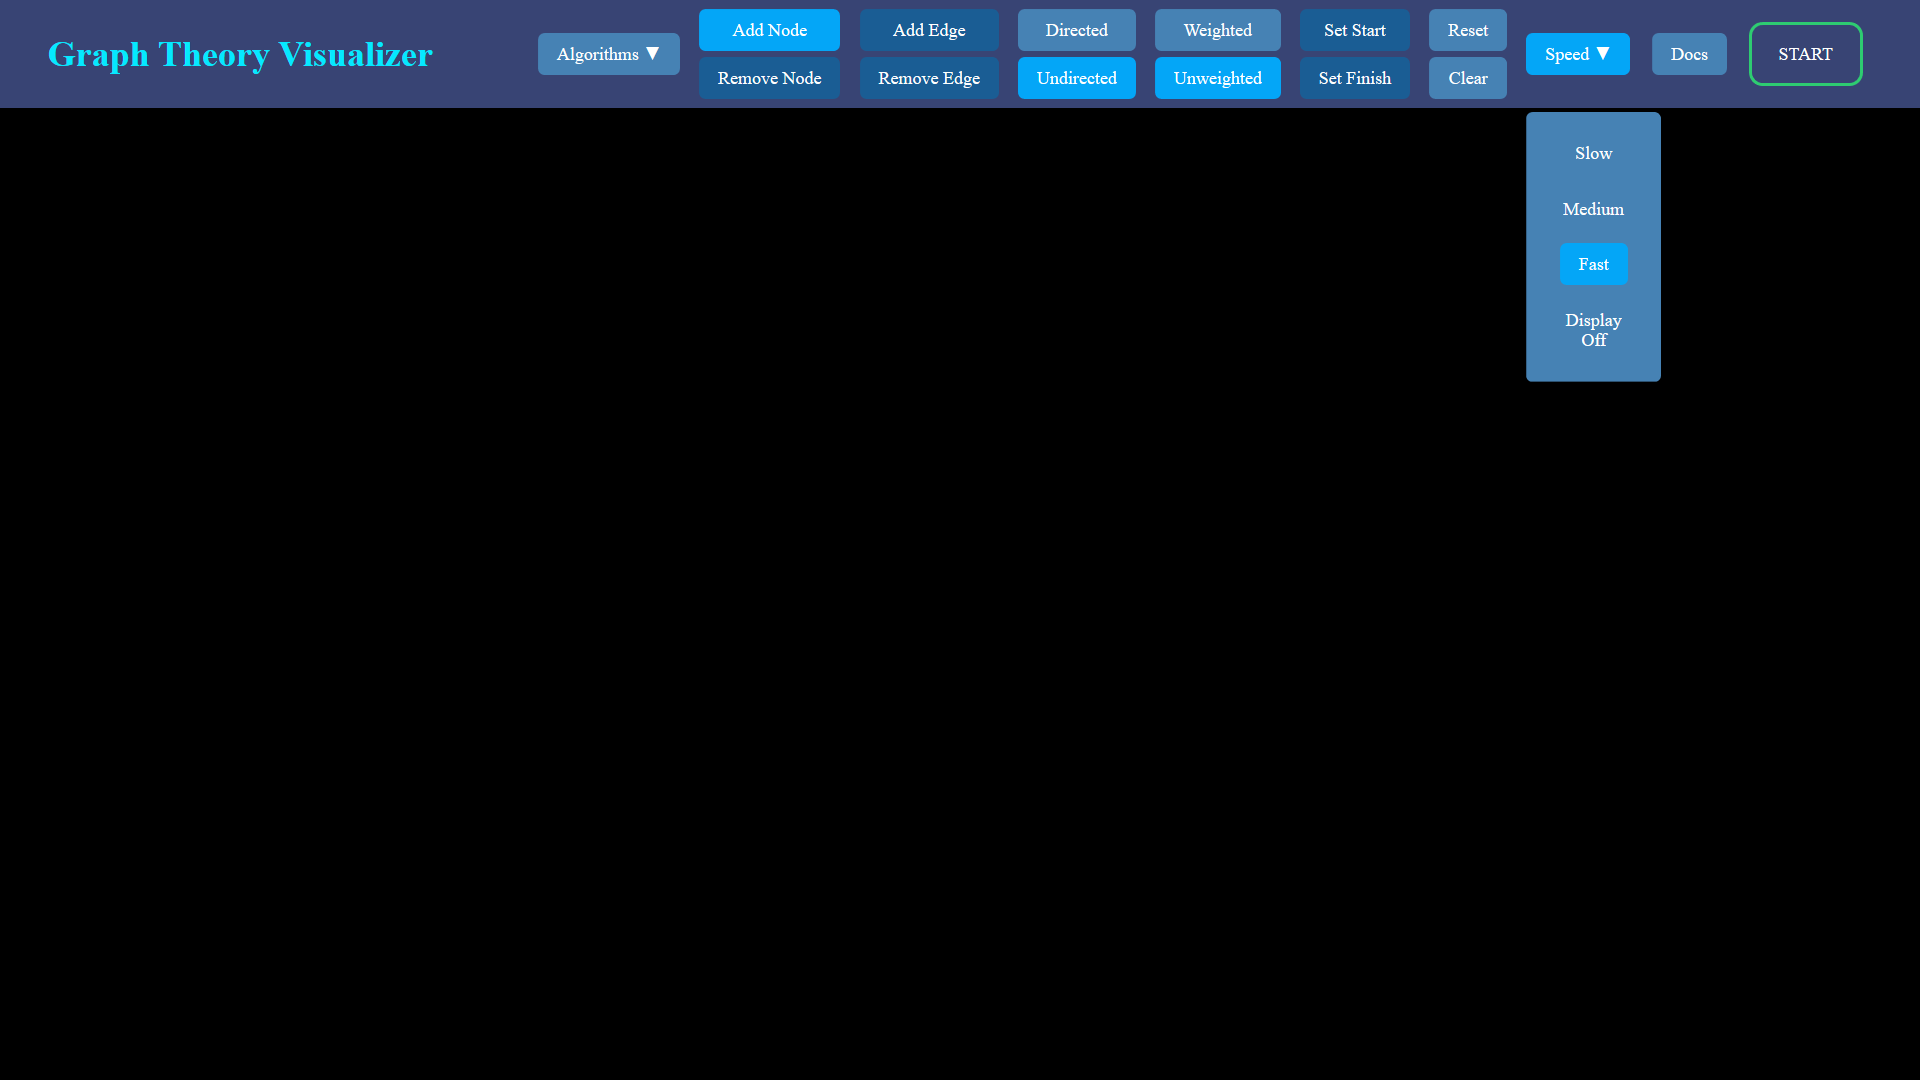 Graph Theory Visualizer
Algorithms ▼
Add Node
Remove Node
Add Edge
Remove Edge
Directed
Undirected
Weighted
Unweighted
Set Start
Set Finish
Reset
Clear
Speed ▼
Docs
START
Slow
Medium
Fast
Display
Off